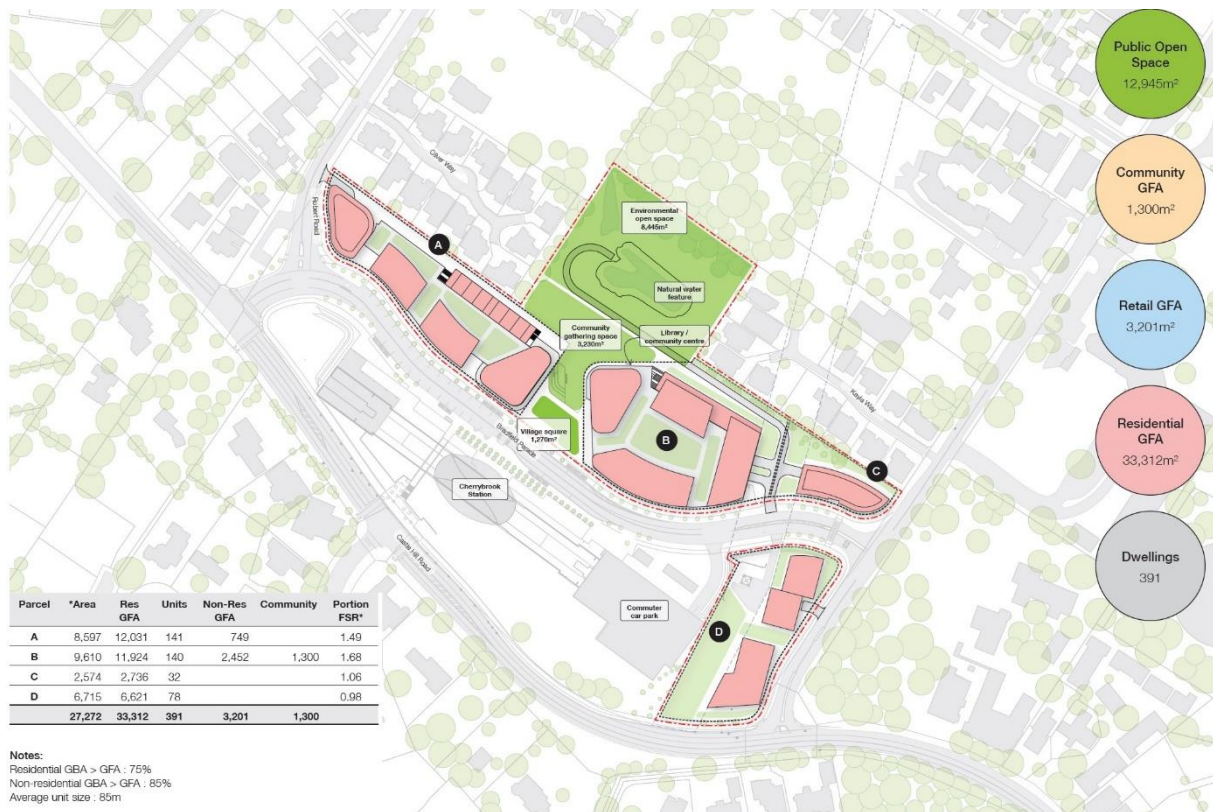 Public Open
Space
12,945m²
Community
GFA
1,300m²
Retail GFA
3,201m²
Residential
GFA
33,312m²
Dwellings
391
Oliver Way
Robert Road
A
Environmental
open space
8,445m²
Natural water
feature
Community
gathering space
3,230m²
Library /
community centre
Kayla Way
Village square
1,270m²
B
C
Bradfield Parade
Cherrybrook
Station
Castle Hill Road
Commuter
car park
D
Parcel *Area Res GFA Units Non-Res GFA Community Portion FSR*
A 8,597 12,031 141 749 1.49
B 9,610 11,924 140 2,452 1,300 1.68
C 2,574 2,736 32 1.06
D 6,715 6,621 78 0.98
27,272 33,312 391 3,201 1,300
Notes:
Residential GBA > GFA : 75%
Non-residential GBA > GFA : 85%
Average unit size : 85m